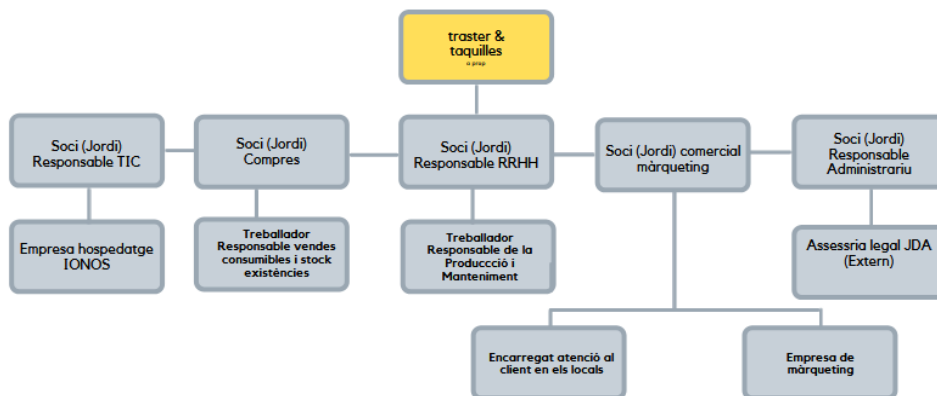 traster &
taquilles
a prop
Soci (Jordi)
Responsable TIC
Soci (Jordi)
Compres
Soci (Jordi)
Responsable RRHH
Soci (Jordi) comercial
màrqueting
Soci (Jordi)
Responsable
Administrariu
Empresa hospedatge
IONOS
Treballador
Responsable vendes
consumibles i stock
existències
Treballador
Responsable de la
Produccció i
Manteniment
Assessria legal JDA
(Extern)
Encarregat atenció al
client en els locals
Empresa de
màrqueting